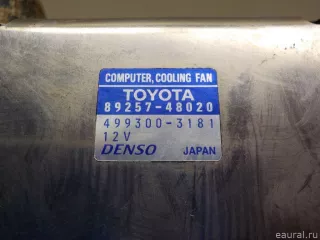 COMPUTER, COOLING FAN
TOYOTA
89257-48020
499300-3181
12V
DENSO JAPAN
eaural.ru